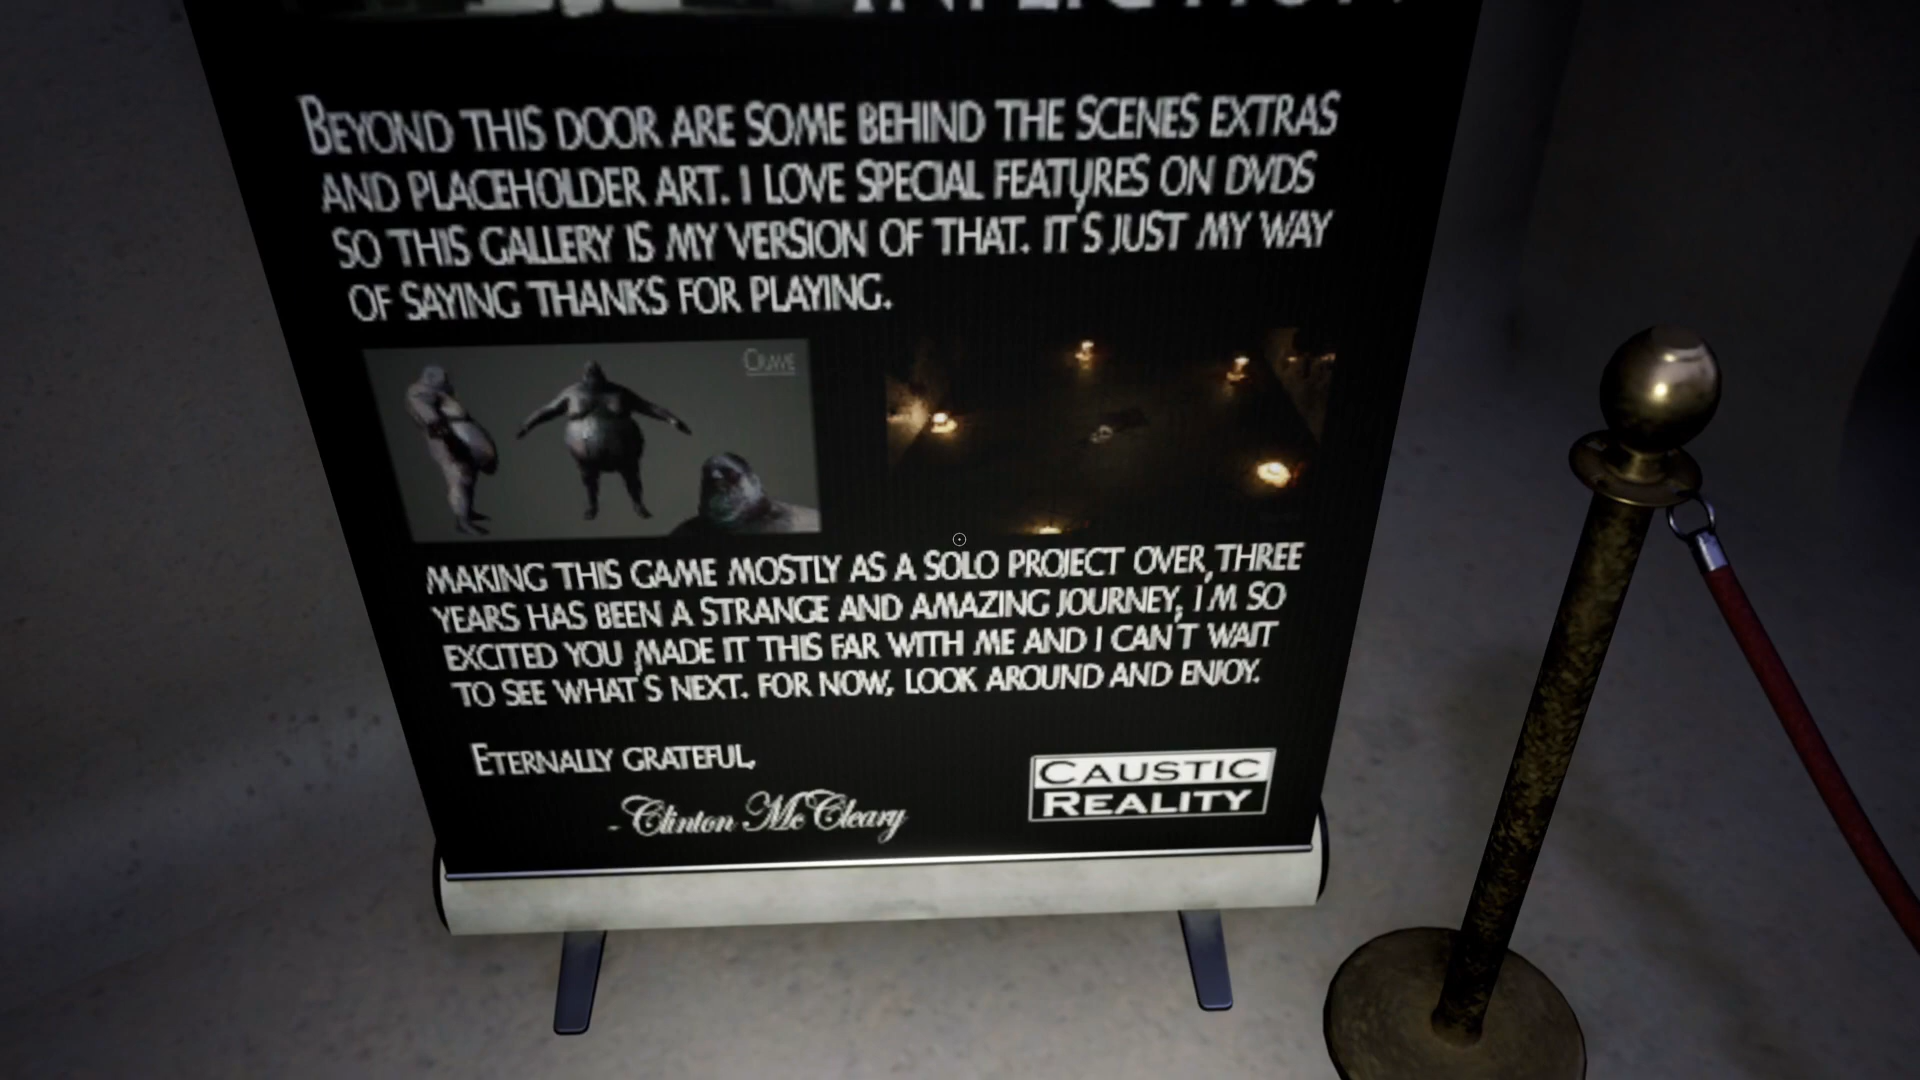 INFLICTION
BEYOND THIS DOOR ARE SOME BEHIND THE SCENES EXTRAS
AND PLACEHOLDER ART. I LOVE SPECIAL FEATURES ON DVDS
SO THIS GALLERY IS MY VERSION OF THAT. IT'S JUST MY WAY
OF SAYING THANKS FOR PLAYING.
CRAVE
MAKING THIS GAME MOSTLY AS A SOLO PROJECT OVER THREE
YEARS HAS BEEN A STRANGE AND AMAZING JOURNEY, I'M SO
EXCITED YOU MADE IT THIS FAR WITH ME AND I CAN'T WAIT
TO SEE WHAT'S NEXT. FOR NOW, LOOK AROUND AND ENJOY.
ETERNALLY GRATEFUL,
- Clinton McCleary
CAUSTIC
REALITY